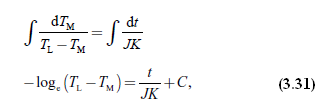 ∫ dT_M / (T_L − T_M) = ∫ dt / JK
−log_e (T_L − T_M) = t / JK + C, (3.31)